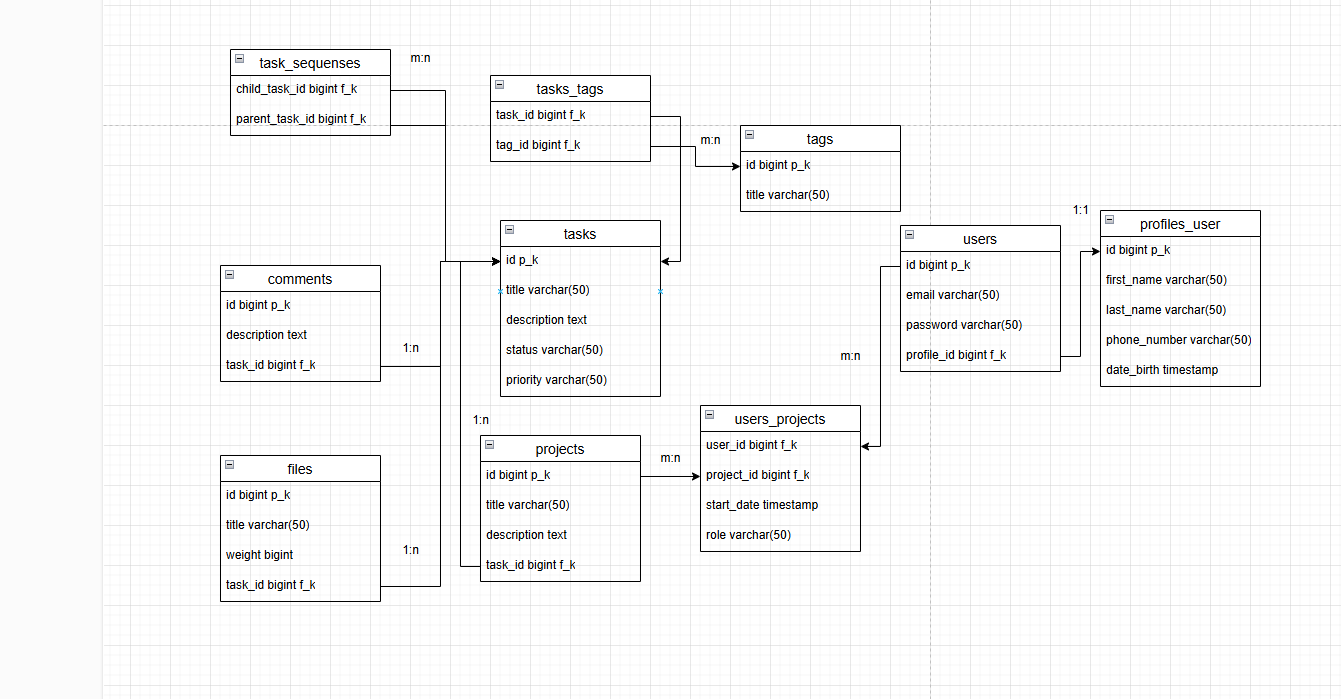 task_sequenses
child_task_id bigint f_k
parent_task_id bigint f_k
m:n
tasks_tags
task_id bigint f_k
tag_id bigint f_k
m:n
tags
id bigint p_k
title varchar(50)
tasks
id p_k
title varchar(50)
description text
status varchar(50)
priority varchar(50)
comments
id bigint p_k
description text
task_id bigint f_k
1:n
files
id bigint p_k
title varchar(50)
weight bigint
task_id bigint f_k
1:n
1:n
projects
id bigint p_k
title varchar(50)
description text
task_id bigint f_k
m:n
users_projects
user_id bigint f_k
project_id bigint f_k
start_date timestamp
role varchar(50)
m:n
users
id bigint p_k
email varchar(50)
password varchar(50)
profile_id bigint f_k
1:1
profiles_user
id bigint p_k
first_name varchar(50)
last_name varchar(50)
phone_number varchar(50)
date_birth timestamp